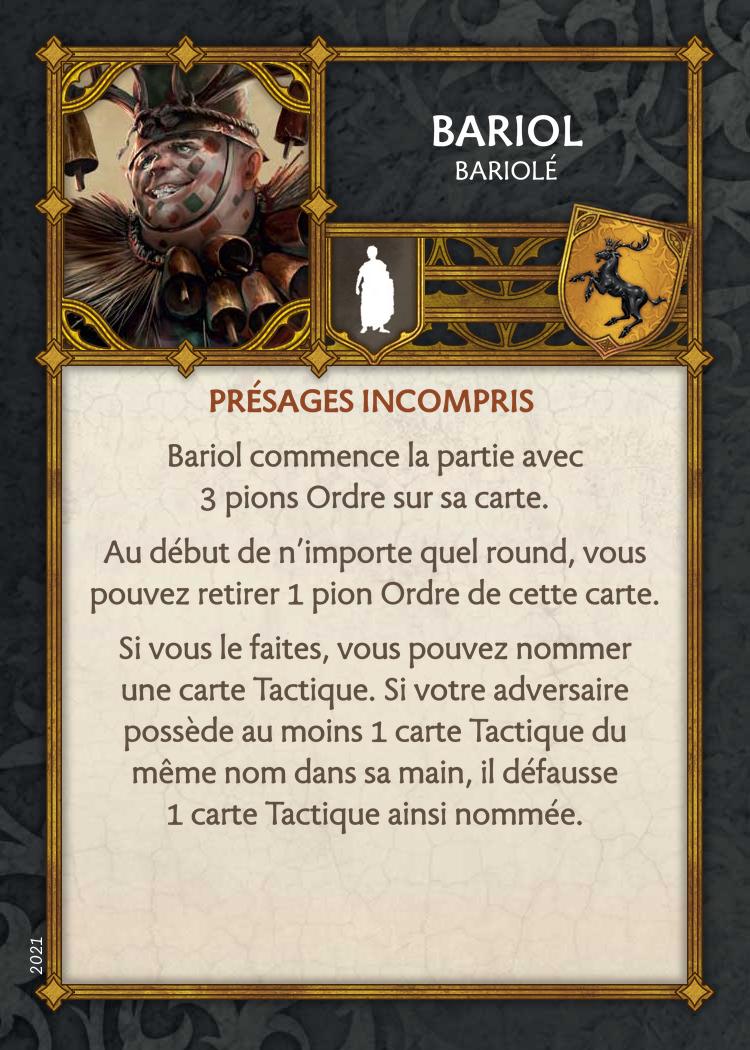 BARIOL
BARIOLÉ
PRÉSAGES INCOMPRIS
Bariol commence la partie avec
3 pions Ordre sur sa carte.
Au début de n'importe quel round, vous
pouvez retirer 1 pion Ordre de cette carte.
Si vous le faites, vous pouvez nommer
une carte Tactique. Si votre adversaire
possède au moins 1 carte Tactique du
même nom dans sa main, il défausse
1 carte Tactique ainsi nommée.
2021